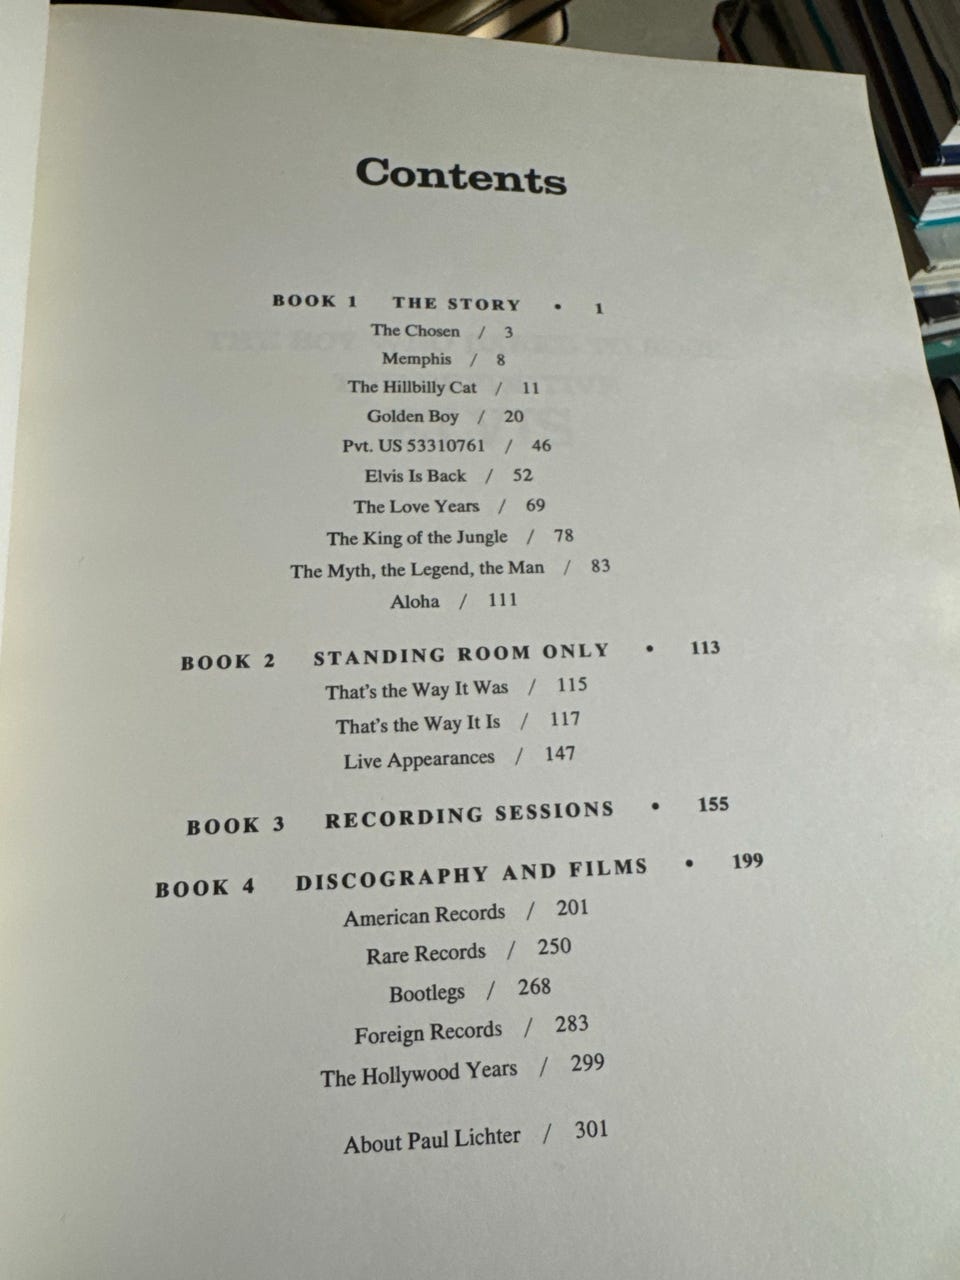 Contents
BOOK 1 THE STORY • 1
The Chosen / 3
Memphis / 8
The Hillbilly Cat / 11
Golden Boy / 20
Pvt. US 53310761 / 46
Elvis Is Back / 52
The Love Years / 69
The King of the Jungle / 78
The Myth, the Legend, the Man / 83
Aloha / 111
BOOK 2 STANDING ROOM ONLY • 113
That's the Way It Was / 115
That's the Way It Is / 117
Live Appearances / 147
BOOK 3 RECORDING SESSIONS • 155
BOOK 4 DISCOGRAPHY AND FILMS • 199
American Records / 201
Rare Records / 250
Bootlegs / 268
Foreign Records / 283
The Hollywood Years / 299
About Paul Lichter / 301